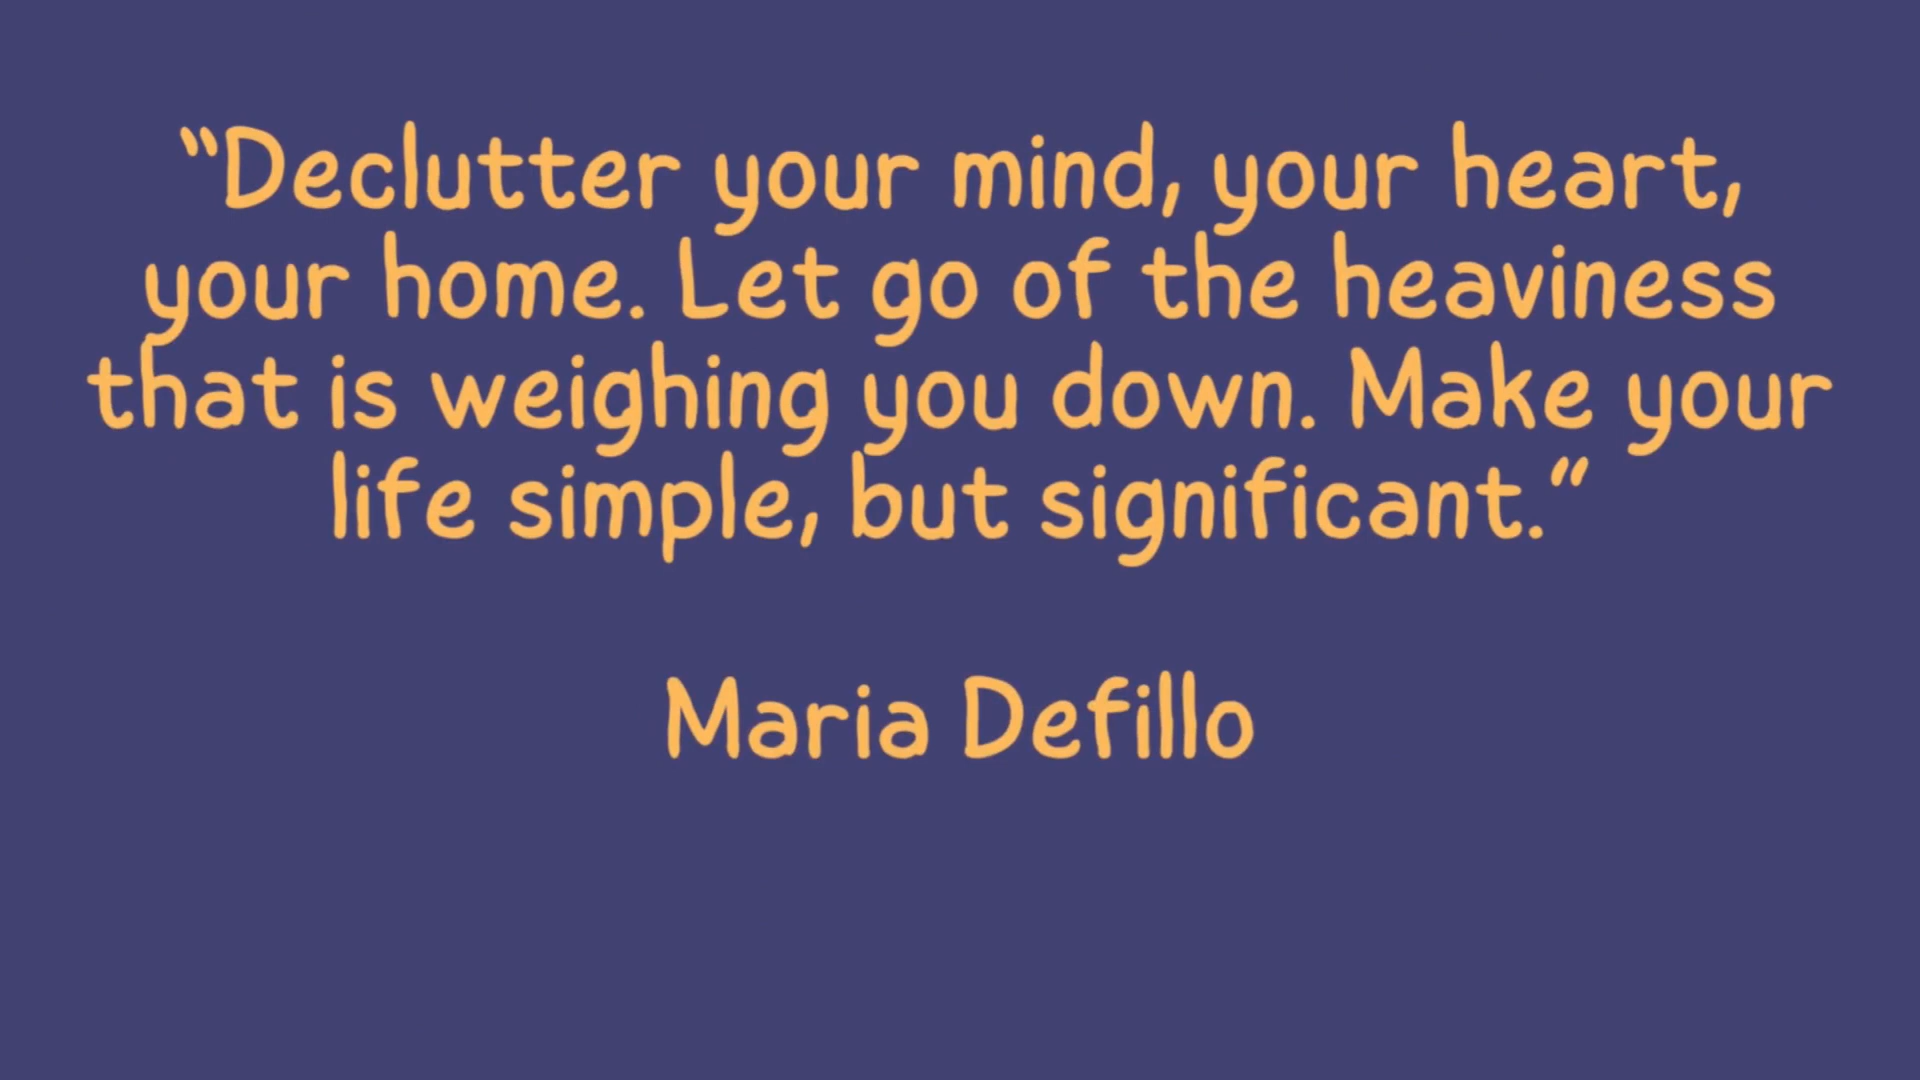 “Declutter your mind, your heart,
your home. Let go of the heaviness
that is weighing you down. Make your
life simple, but significant.”
Maria Defillo